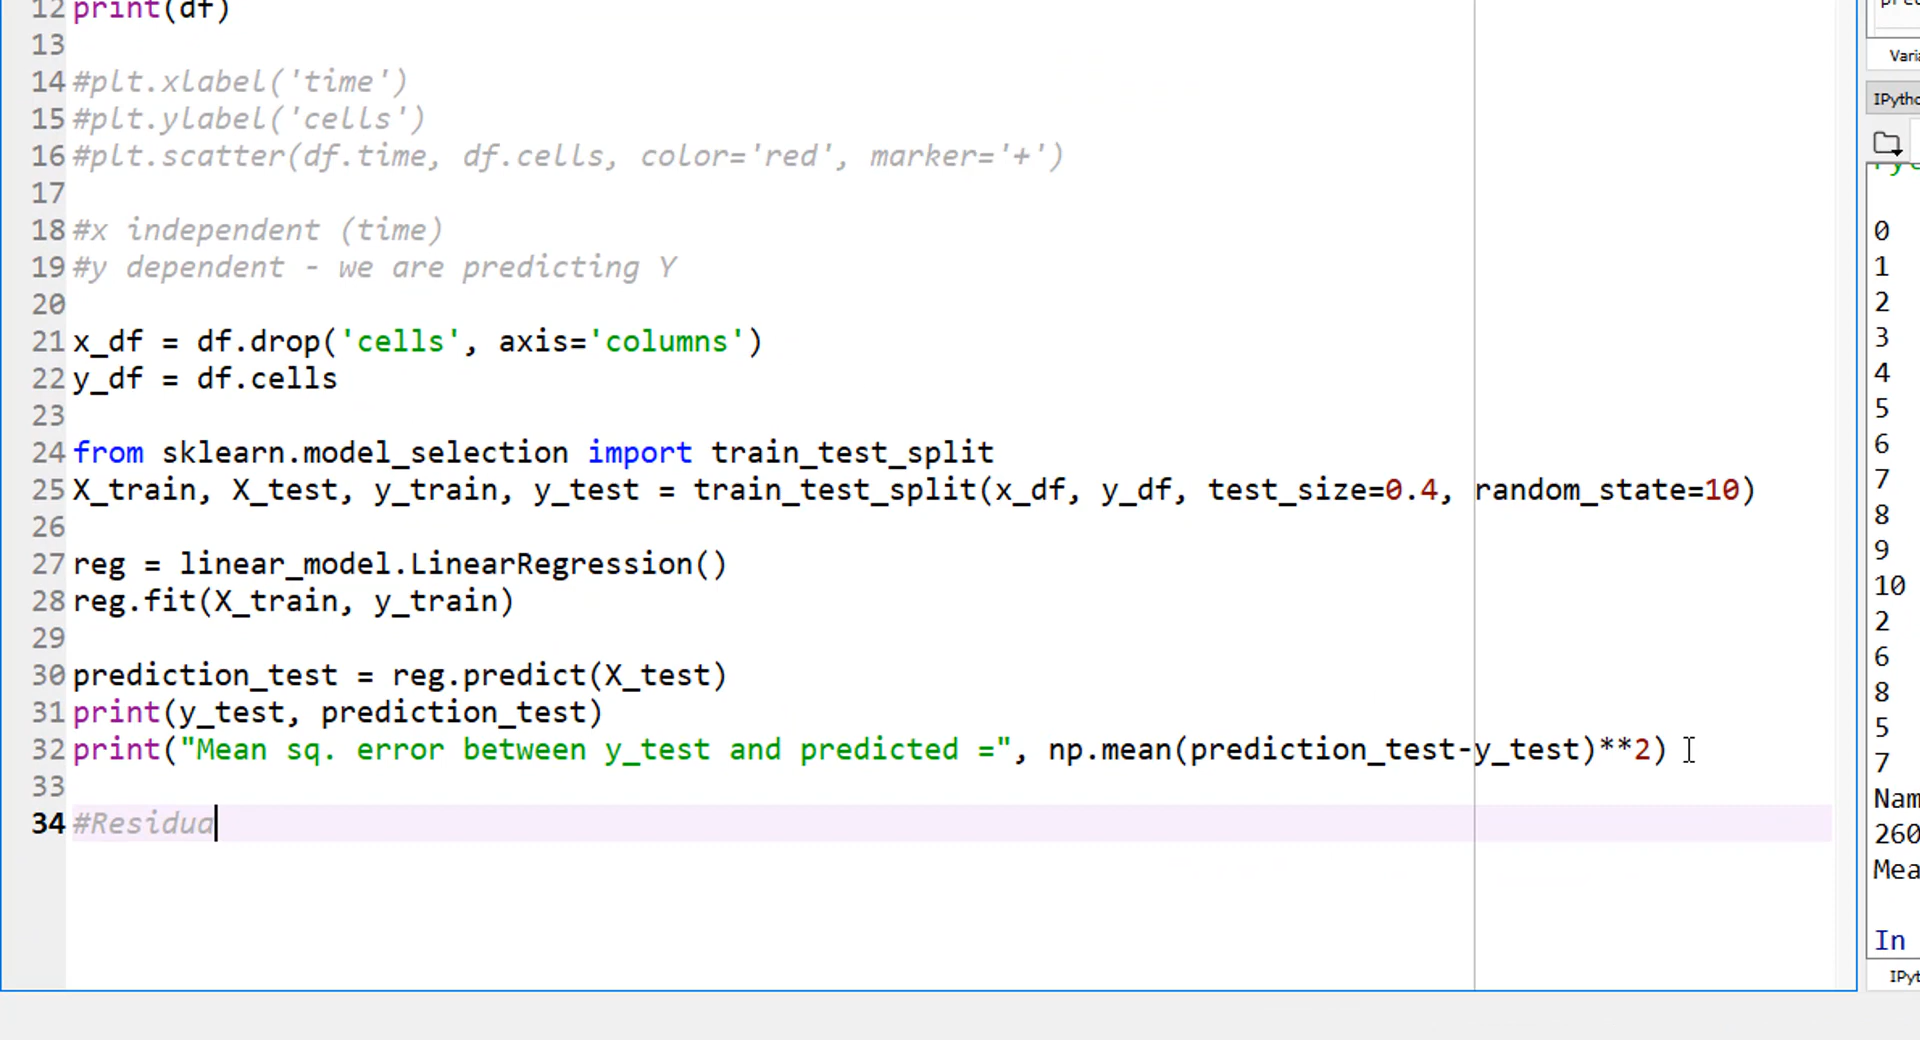 12 print(df)
13
14 #plt.xlabel('time')
15 #plt.ylabel('cells')
16 #plt.scatter(df.time, df.cells, color='red', marker='+')
17
18 #x independent (time)
19 #y dependent - we are predicting Y
20
21 x_df = df.drop('cells', axis='columns')
22 y_df = df.cells
23
24 from sklearn.model_selection import train_test_split
25 X_train, X_test, y_train, y_test = train_test_split(x_df, y_df, test_size=0.4, random_state=10)
26
27 reg = linear_model.LinearRegression()
28 reg.fit(X_train, y_train)
29
30 prediction_test = reg.predict(X_test)
31 print(y_test, prediction_test)
32 print("Mean sq. error between y_test and predicted =", np.mean(prediction_test-y_test)**2)
33
34 #Residua
Varia
IPytho
0
1
2
3
4
5
6
7
8
9
10
2
6
8
5
7
Nam
260
Mea
In
IPyt